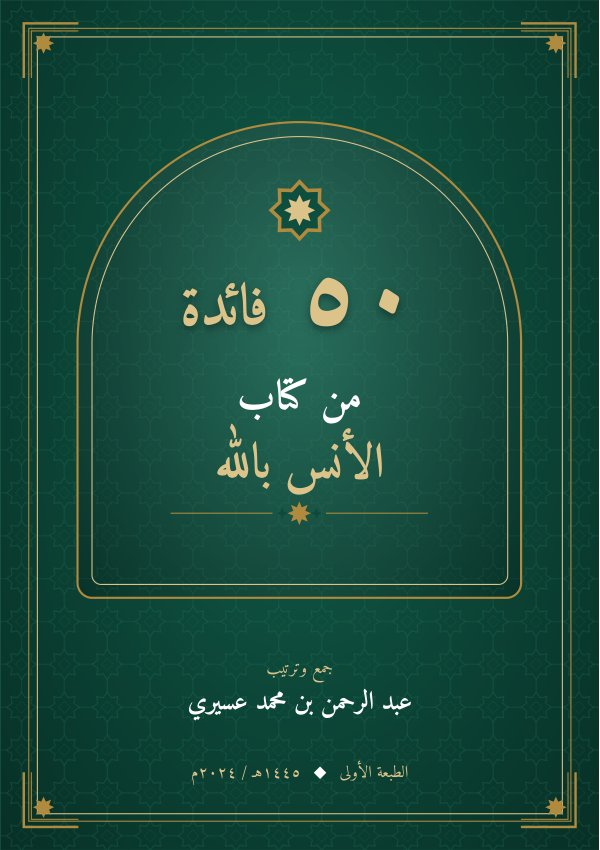 ٥٠ فائدة
من كتاب
الأنس بالله
جمع وترتيب
عبد الرحمن بن محمد عسيري
الطبعة الأولى ◆ ١٤٤٥هـ / ٢٠٢٤م